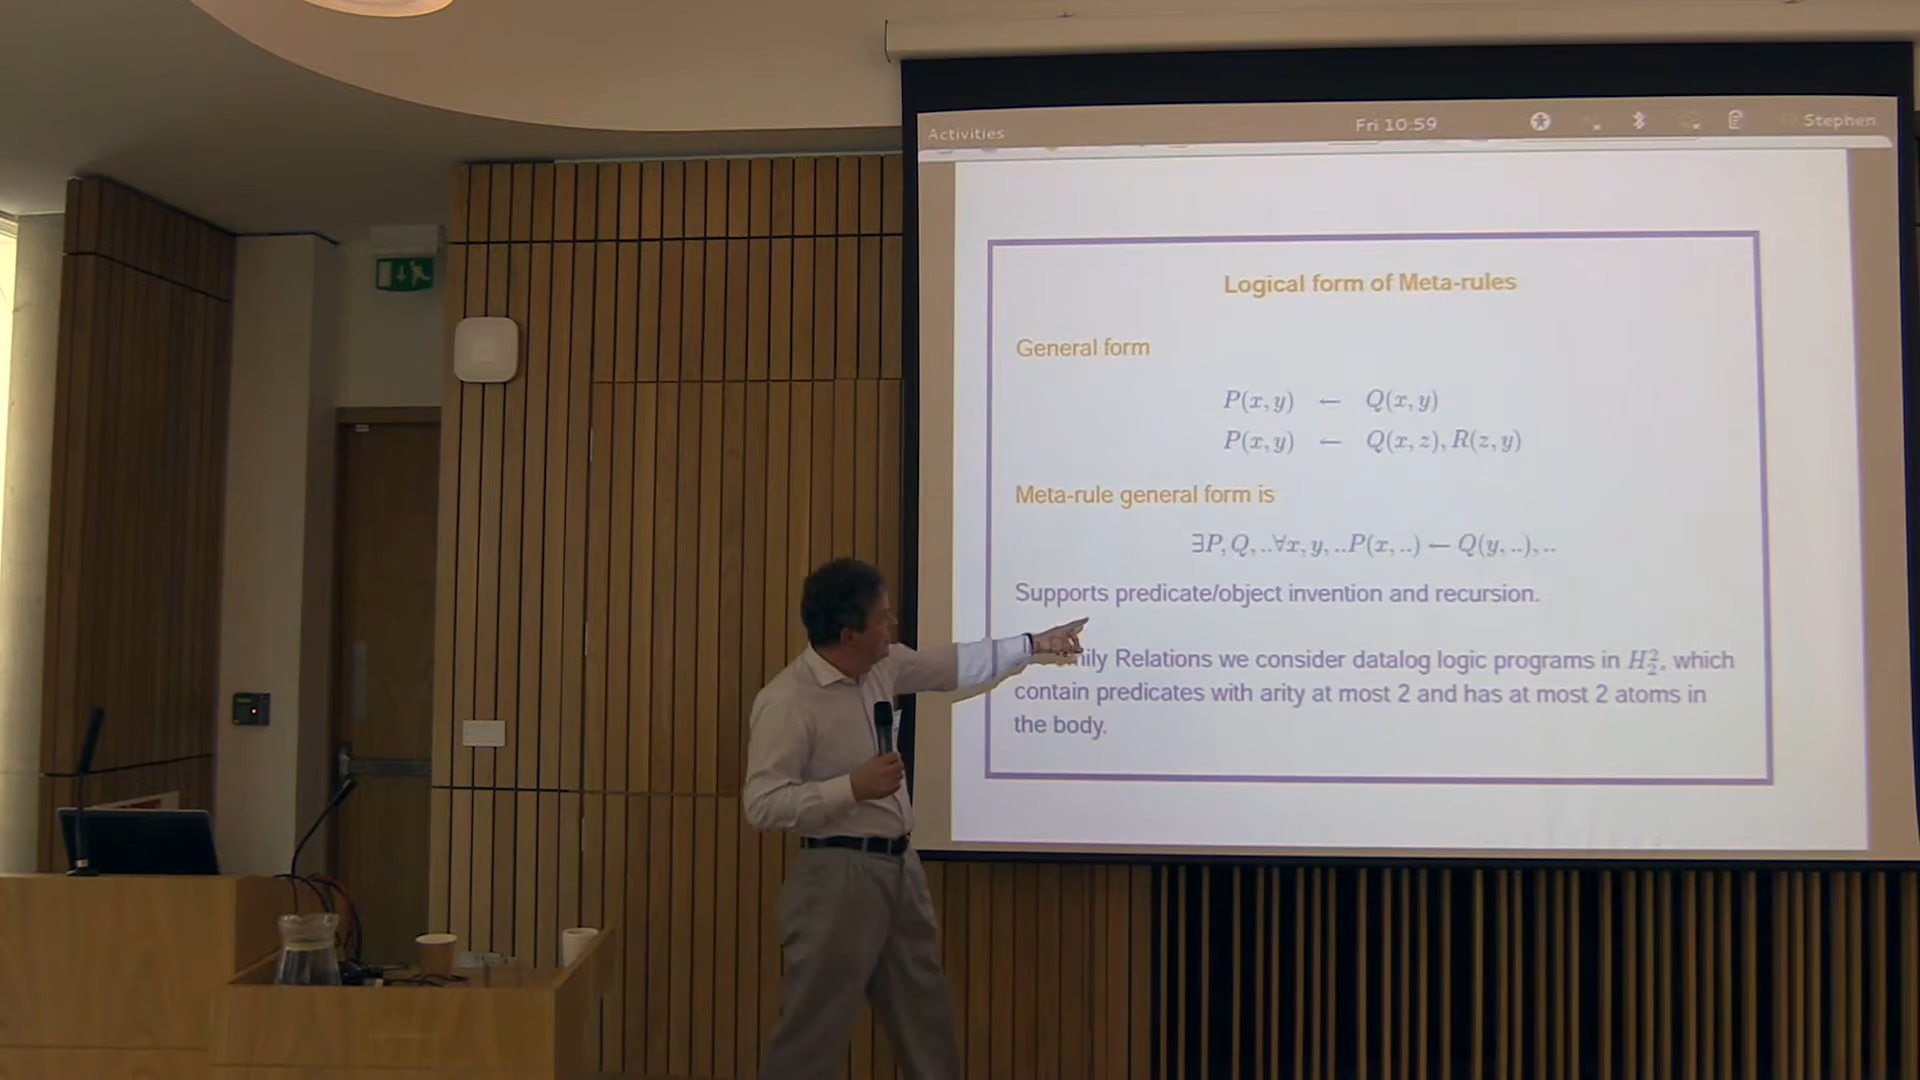 Activities Fri 10:59 Stephen
Logical form of Meta-rules
General form
P(x, y) ← Q(x, y)
P(x, y) ← Q(x, z), R(z, y)
Meta-rule general form is
∃P, Q, ..∀x, y, ..P(x, ..) ← Q(y, ..), ..
Supports predicate/object invention and recursion.
Relations we consider datalog logic programs in H²₂, which
contain predicates with arity at most 2 and has at most 2 atoms in
the body.